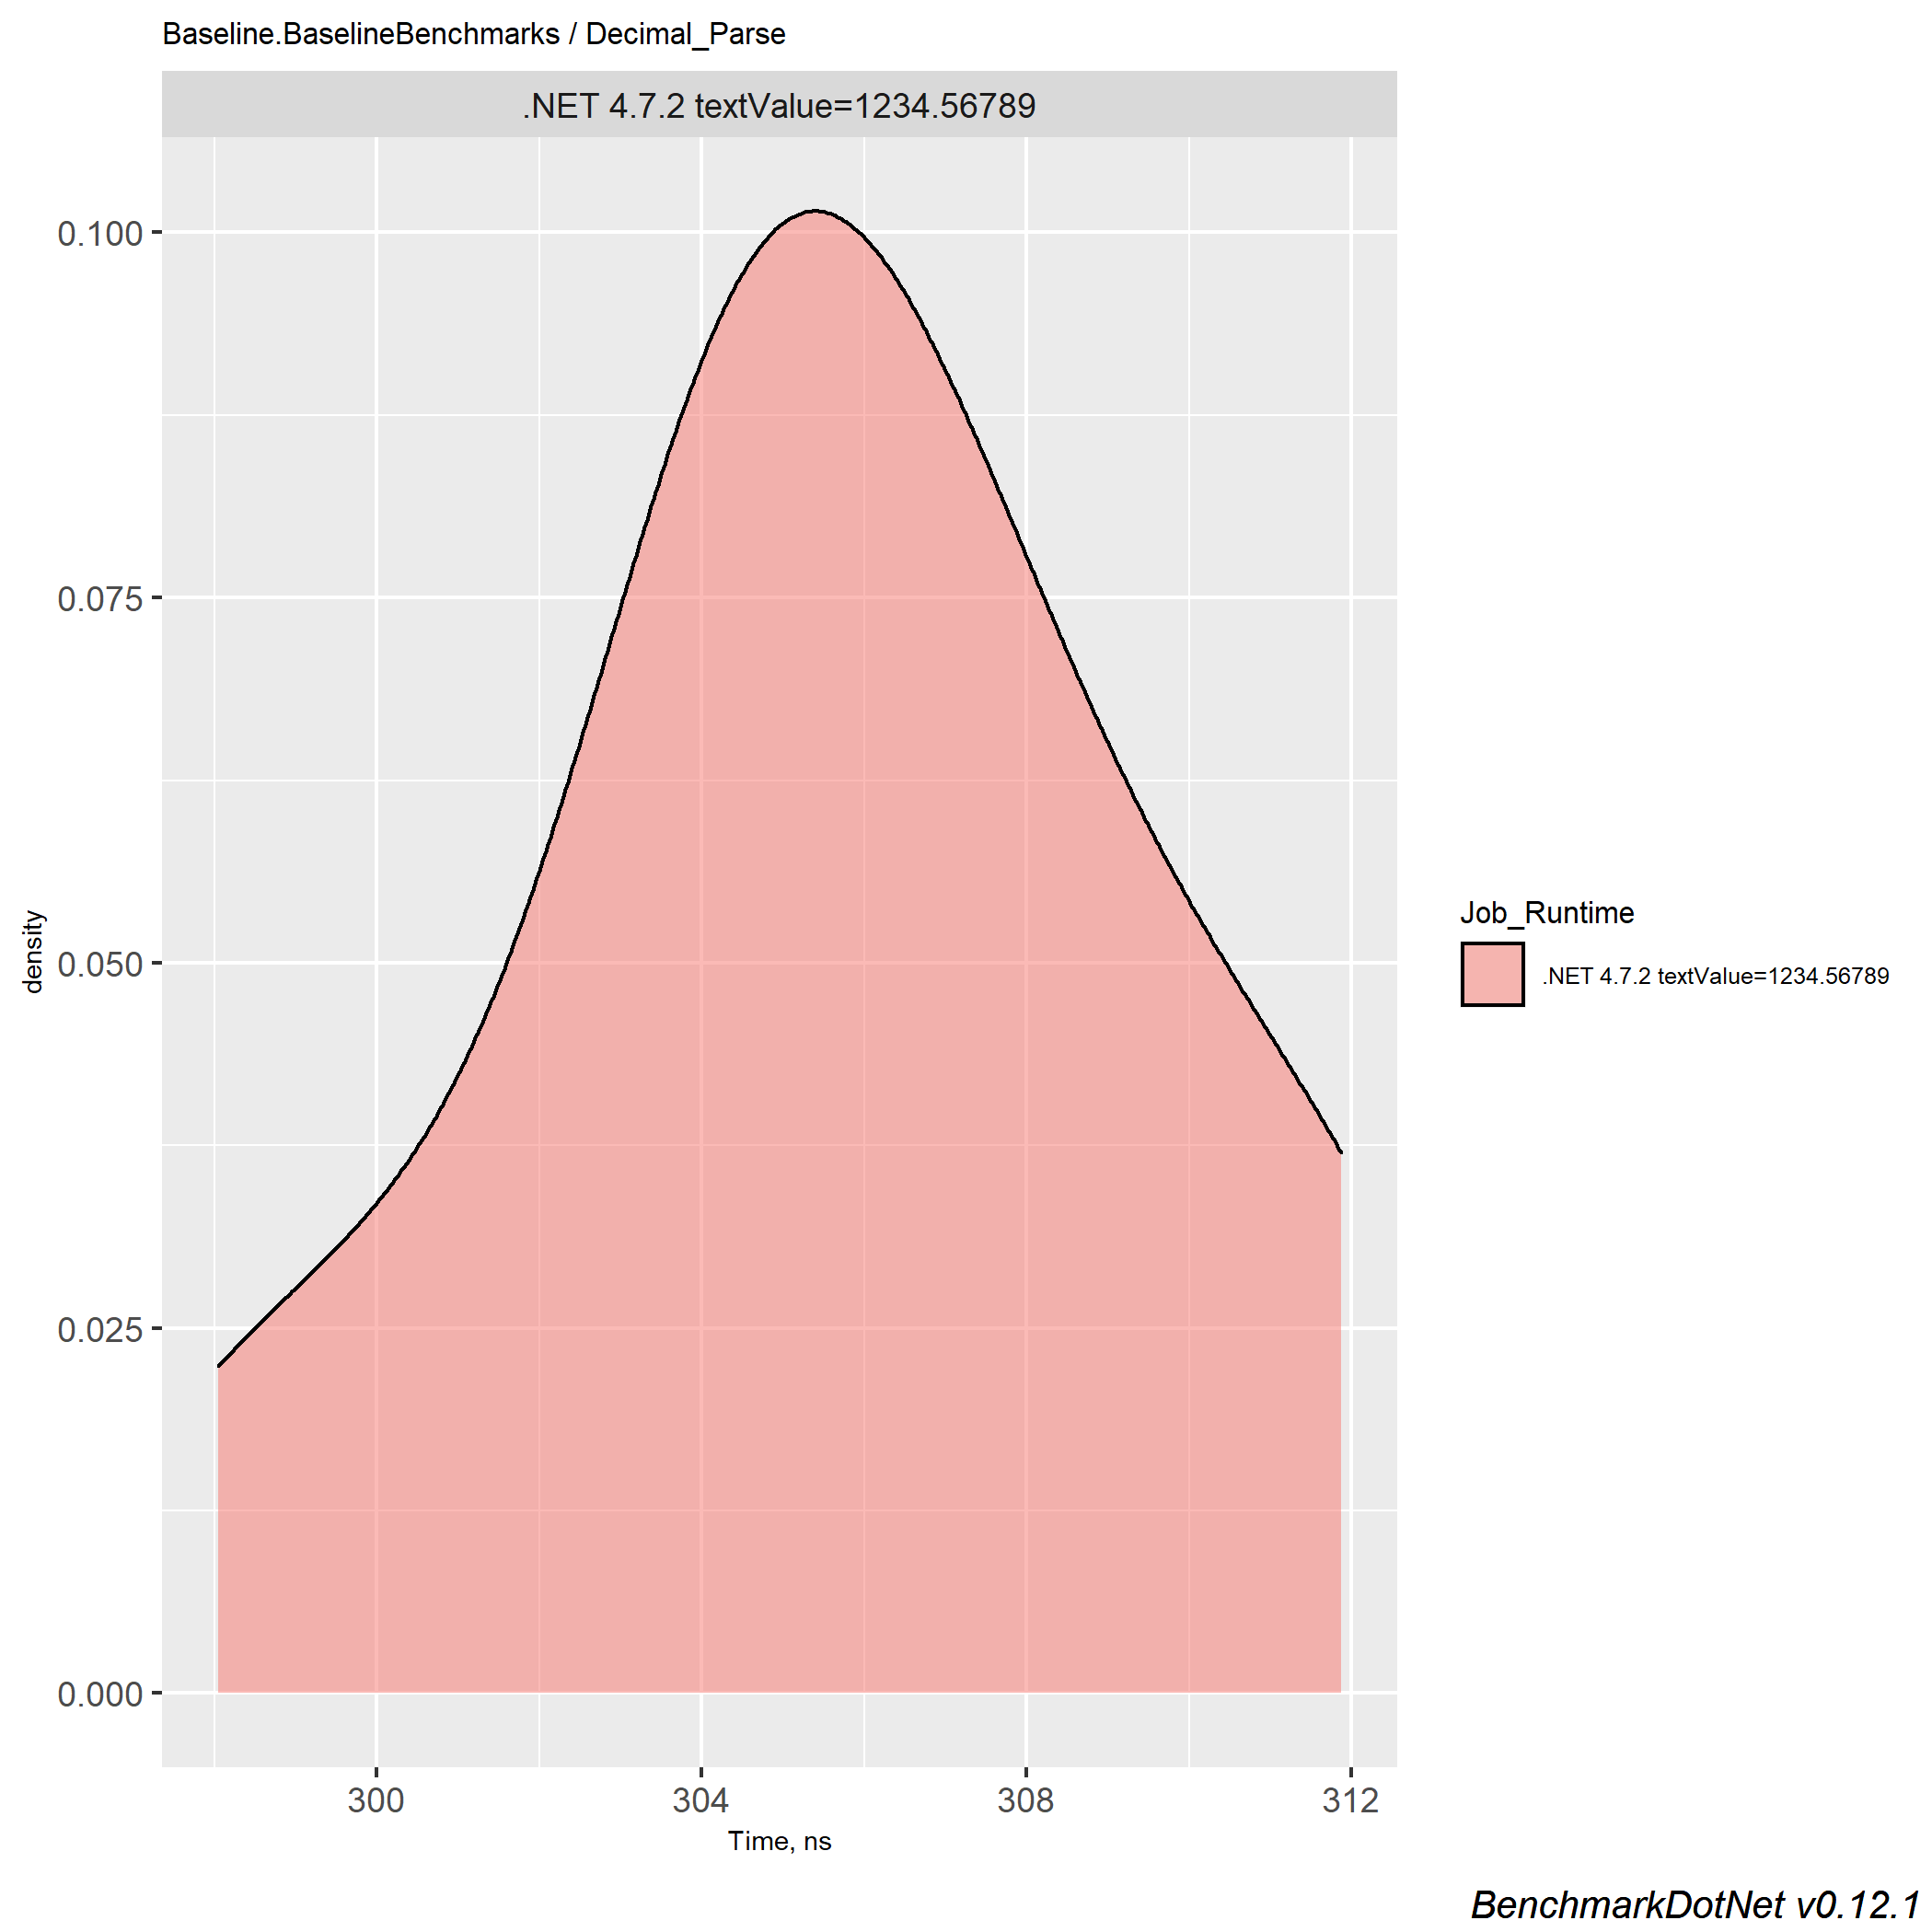 Baseline.BaselineBenchmarks / Decimal_Parse
.NET 4.7.2 textValue=1234.56789
0.100
0.075
0.050
0.025
0.000
density
300 304 308 312
Time, ns
Job_Runtime
.NET 4.7.2 textValue=1234.56789
BenchmarkDotNet v0.12.1